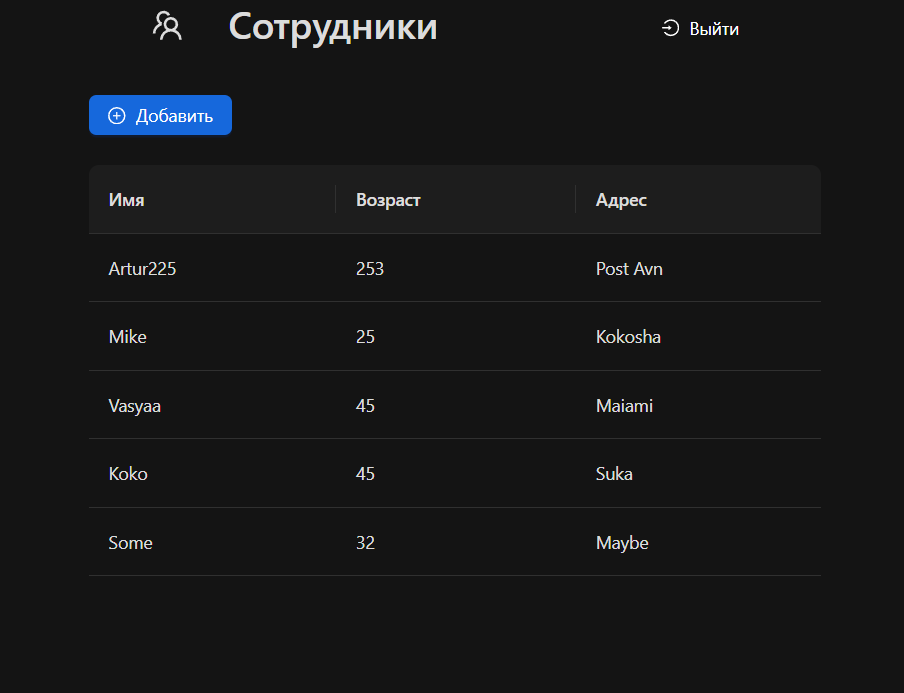 Сотрудники
Выйти
Добавить
Имя Возраст Адрес
Artur225 253 Post Avn
Mike 25 Kokosha
Vasyaa 45 Maiami
Koko 45 Suka
Some 32 Maybe